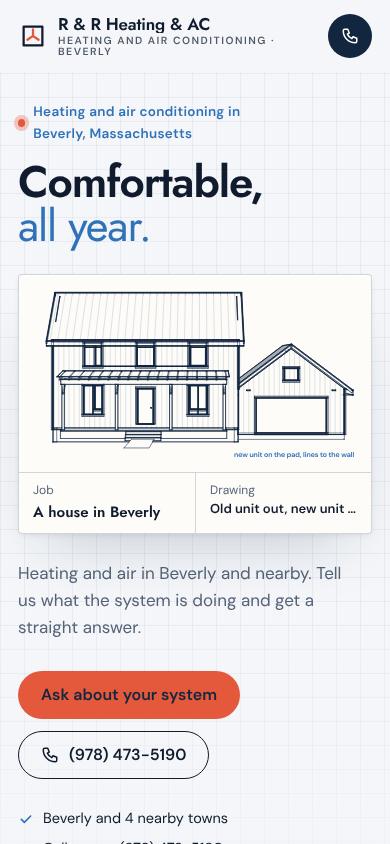 R & R Heating & AC
HEATING AND AIR CONDITIONING ·
BEVERLY
Heating and air conditioning in
Beverly, Massachusetts
Comfortable,
all year.
new unit on the pad, lines to the wall
Job
A house in Beverly
Drawing
Old unit out, new unit ...
Heating and air in Beverly and nearby. Tell
us what the system is doing and get a
straight answer.
Ask about your system
(978) 473-5190
Beverly and 4 nearby towns